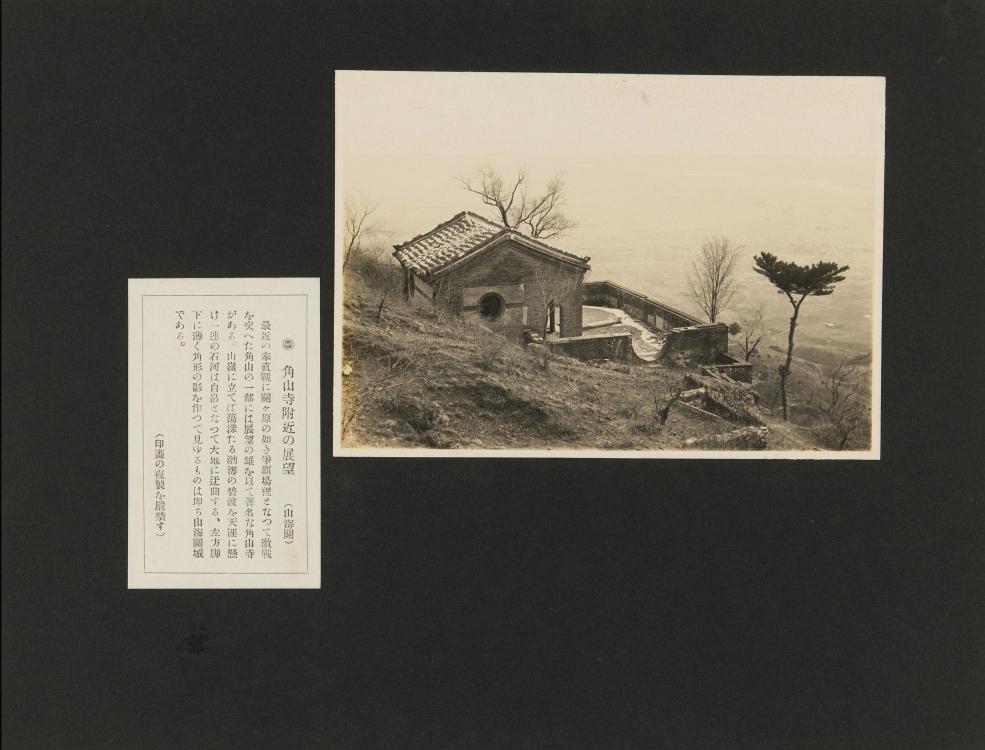 ㊂ 角山寺附近の展望 (山海關)
最近の奉直戰に關ヶ原の如き爭覇場裡となつて激戰
を交へた角山の一部には展望の雄を以て著名な角山寺
がある。山巓に立てば蕩漾たる渤海の碧波を天涯に懸
け一連の石河は白晶となつて大地に迂曲する、左方脚
下に薄く角形の影を作つて見ゆるものは即ち山海關城
である。
(印畵の複製を嚴禁す)